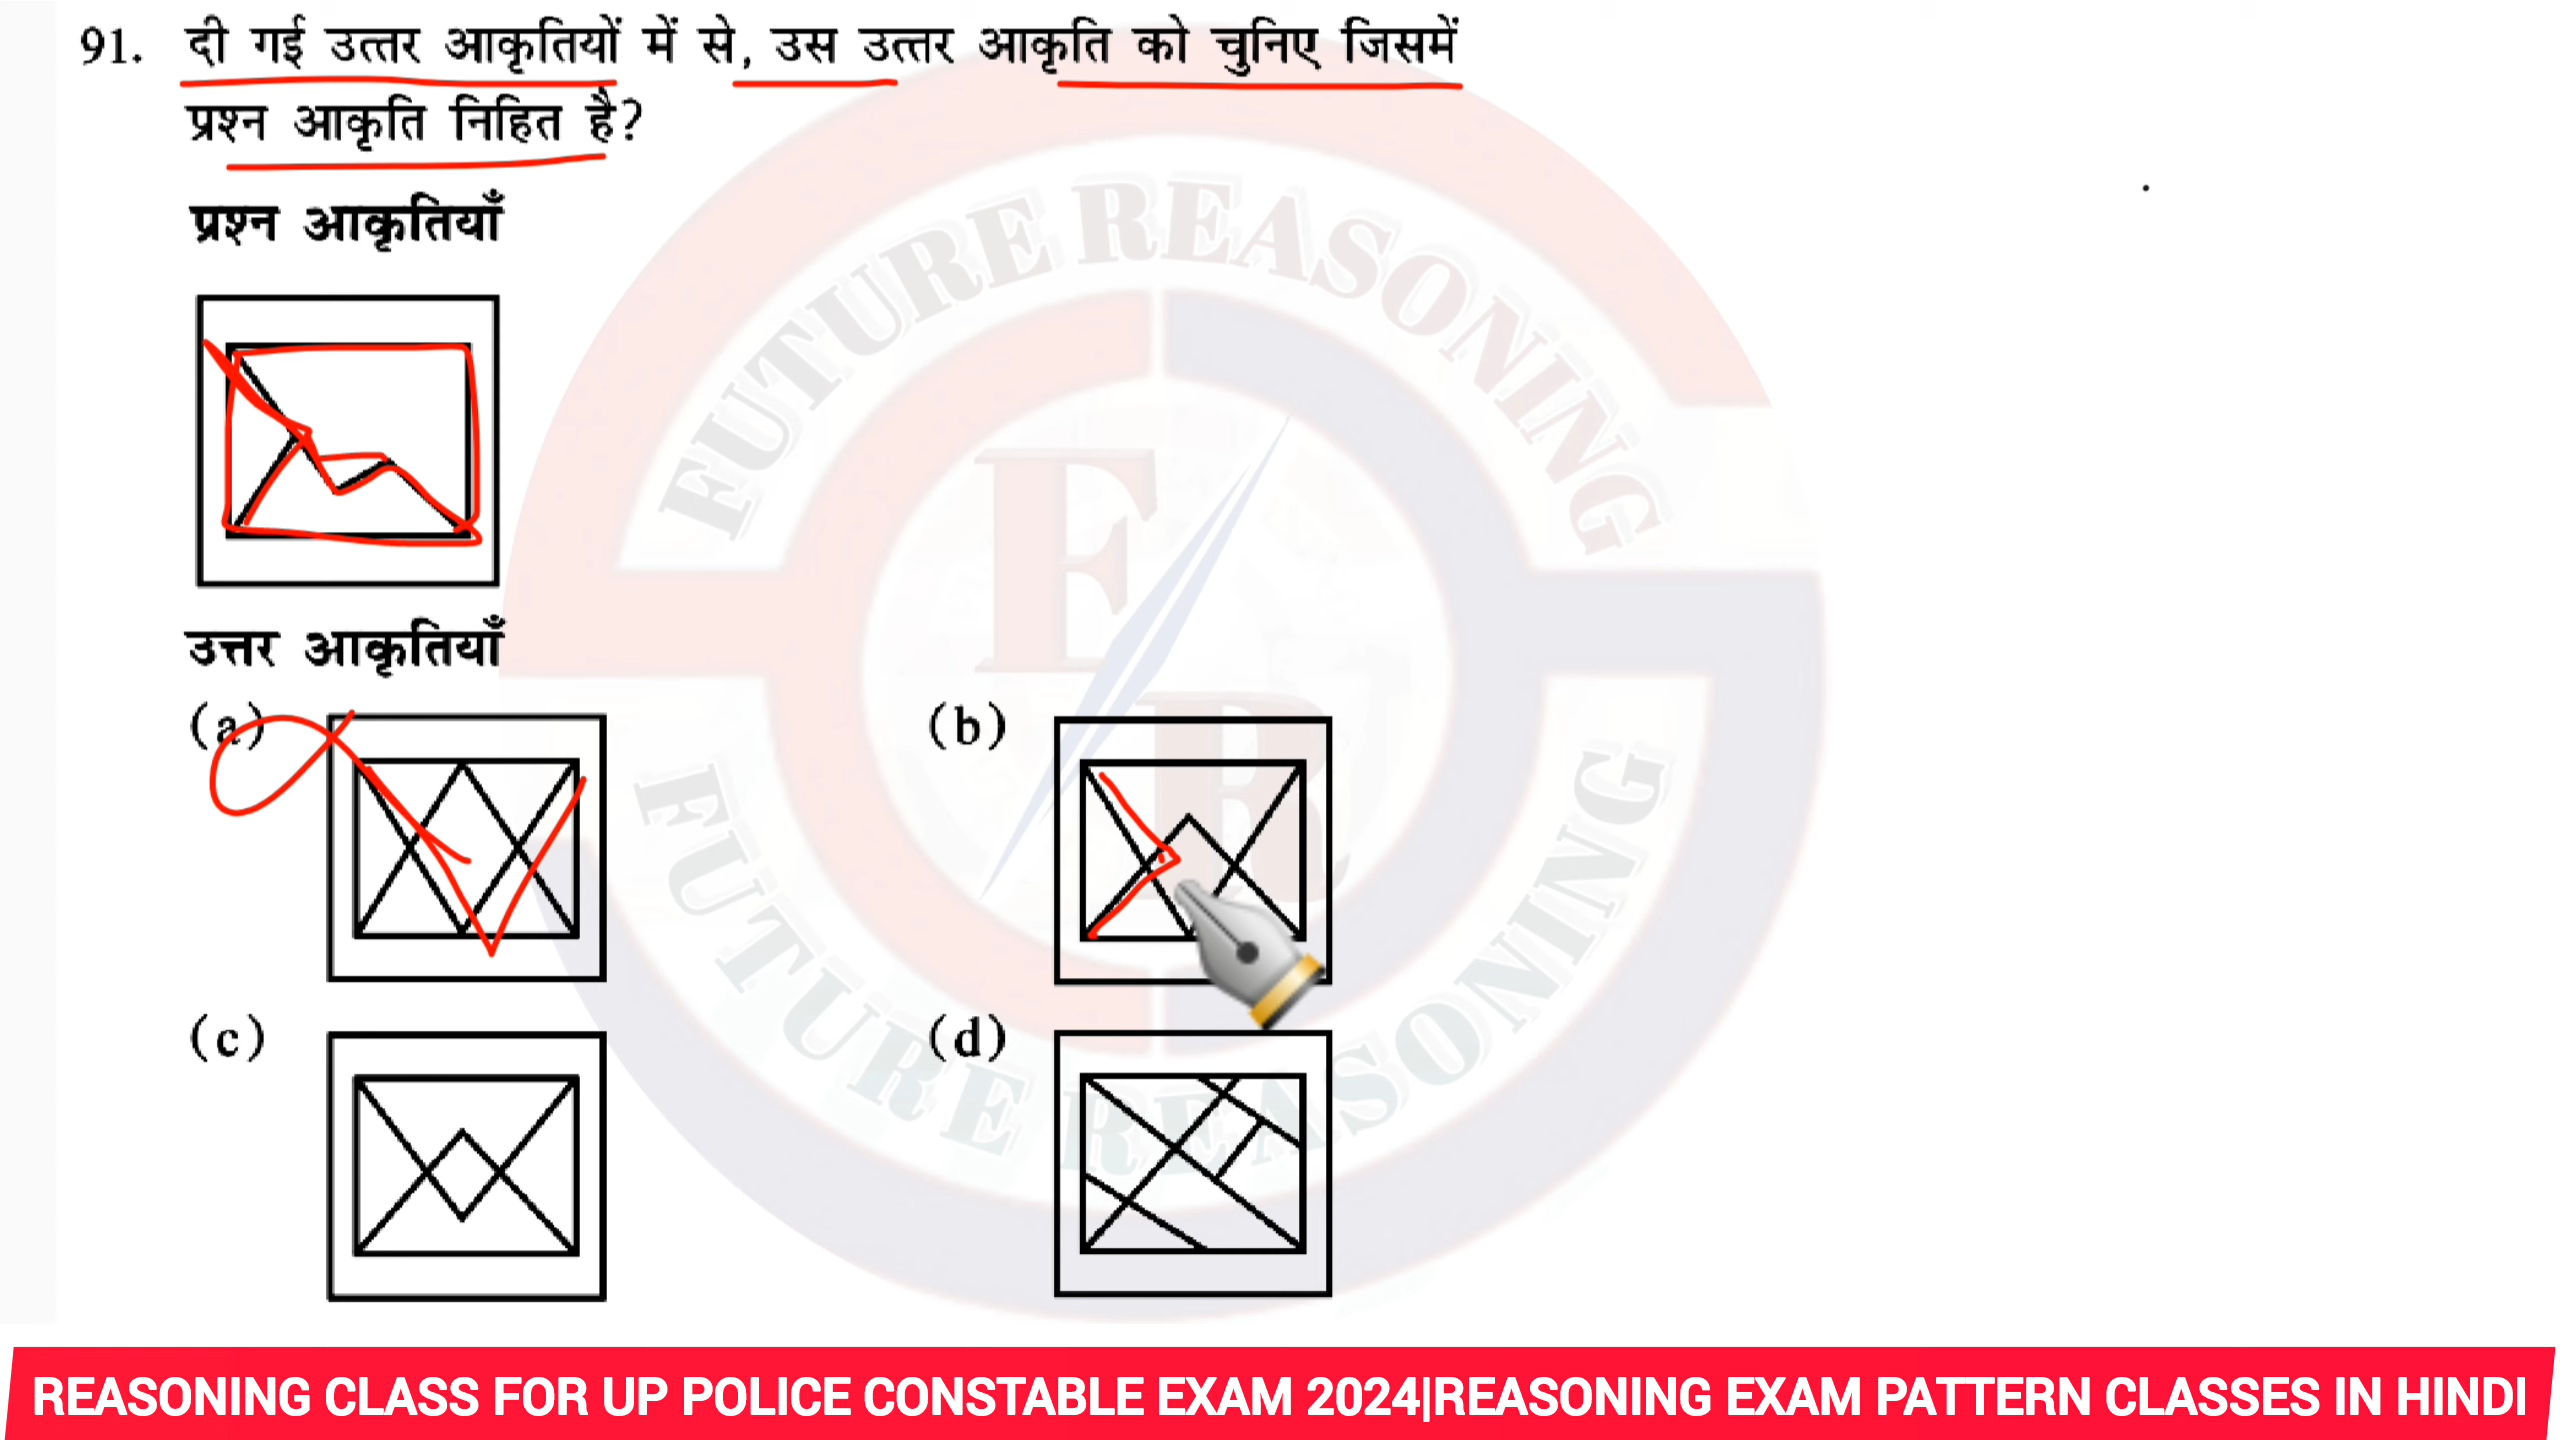 91. दी गई उत्तर आकृतियों में से, उस उत्तर आकृति को चुनिए जिसमें
प्रश्न आकृति निहित है?
प्रश्न आकृतियाँ
FUTURE REASONING
E
R
FUTURE REASONING
उत्तर आकृतियाँ
(a)
(b)
(c)
(d)
REASONING CLASS FOR UP POLICE CONSTABLE EXAM 2024|REASONING EXAM PATTERN CLASSES IN HINDI